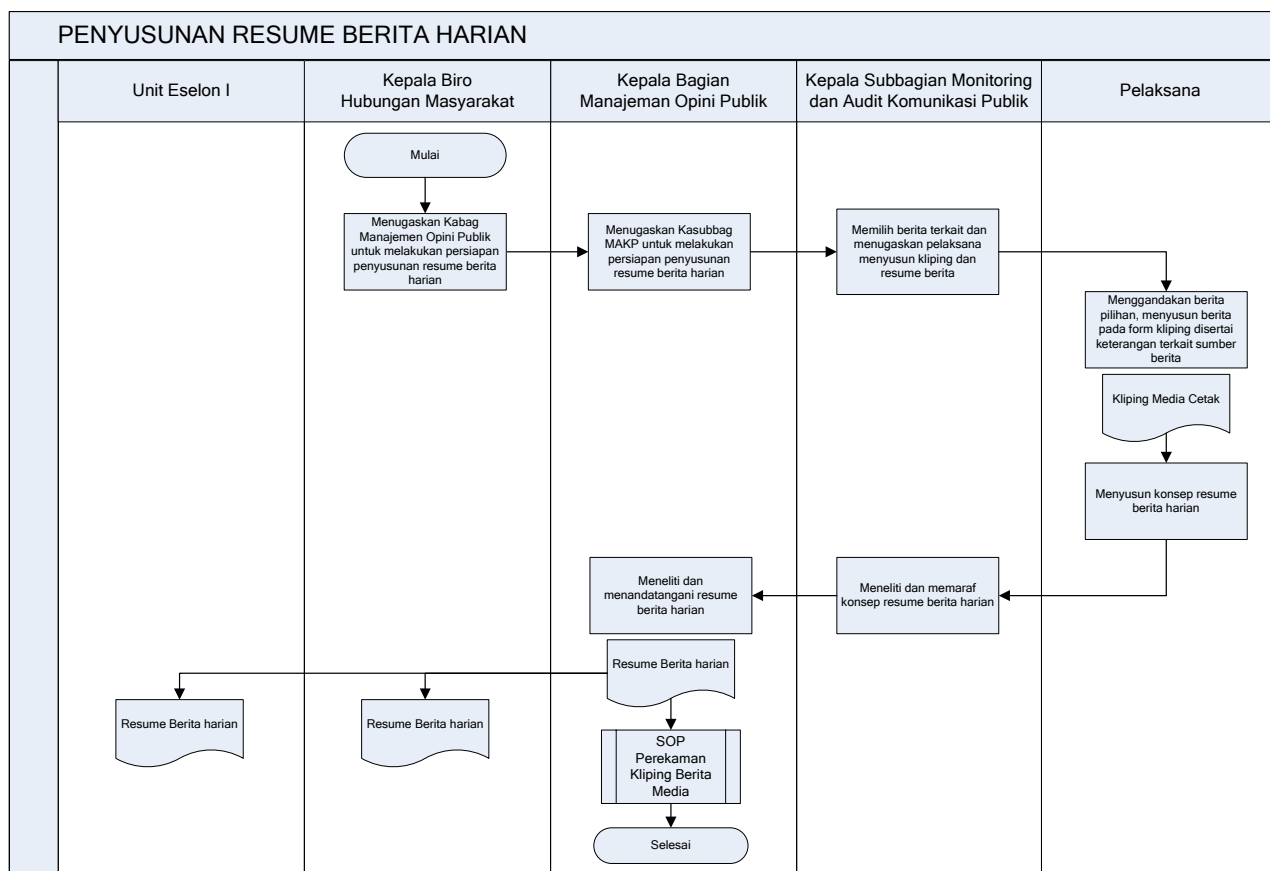 PENYUSUNAN RESUME BERITA HARIAN
Unit Eselon I
Kepala Biro
Hubungan Masyarakat
Kepala Bagian
Manajeman Opini Publik
Kepala Subbagian Monitoring
dan Audit Komunikasi Publik
Pelaksana
Mulai
Menugaskan Kabag
Manajemen Opini Publik
untuk melakukan persiapan
penyusunan resume berita
harian
Menugaskan Kasubbag
MAKP untuk melakukan
persiapan penyusunan
resume berita harian
Memilih berita terkait dan
menugaskan pelaksana
menyusun kliping dan
resume berita
Menggandakan berita
pilihan, menyusun berita
pada form kliping disertai
keterangan terkait sumber
berita
Kliping Media Cetak
Menyusun konsep resume
berita harian
Meneliti dan memaraf
konsep resume berita harian
Meneliti dan
menandatangani resume
berita harian
Resume Berita harian
Resume Berita harian
Resume Berita harian
SOP
Perekaman
Kliping Berita
Media
Selesai